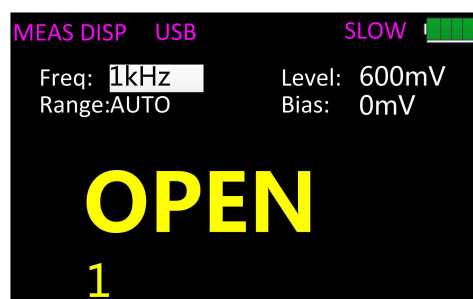 MEAS DISP USB SLOW
Freq: 1kHz Level: 600mV
Range:AUTO Bias: 0mV
OPEN
1